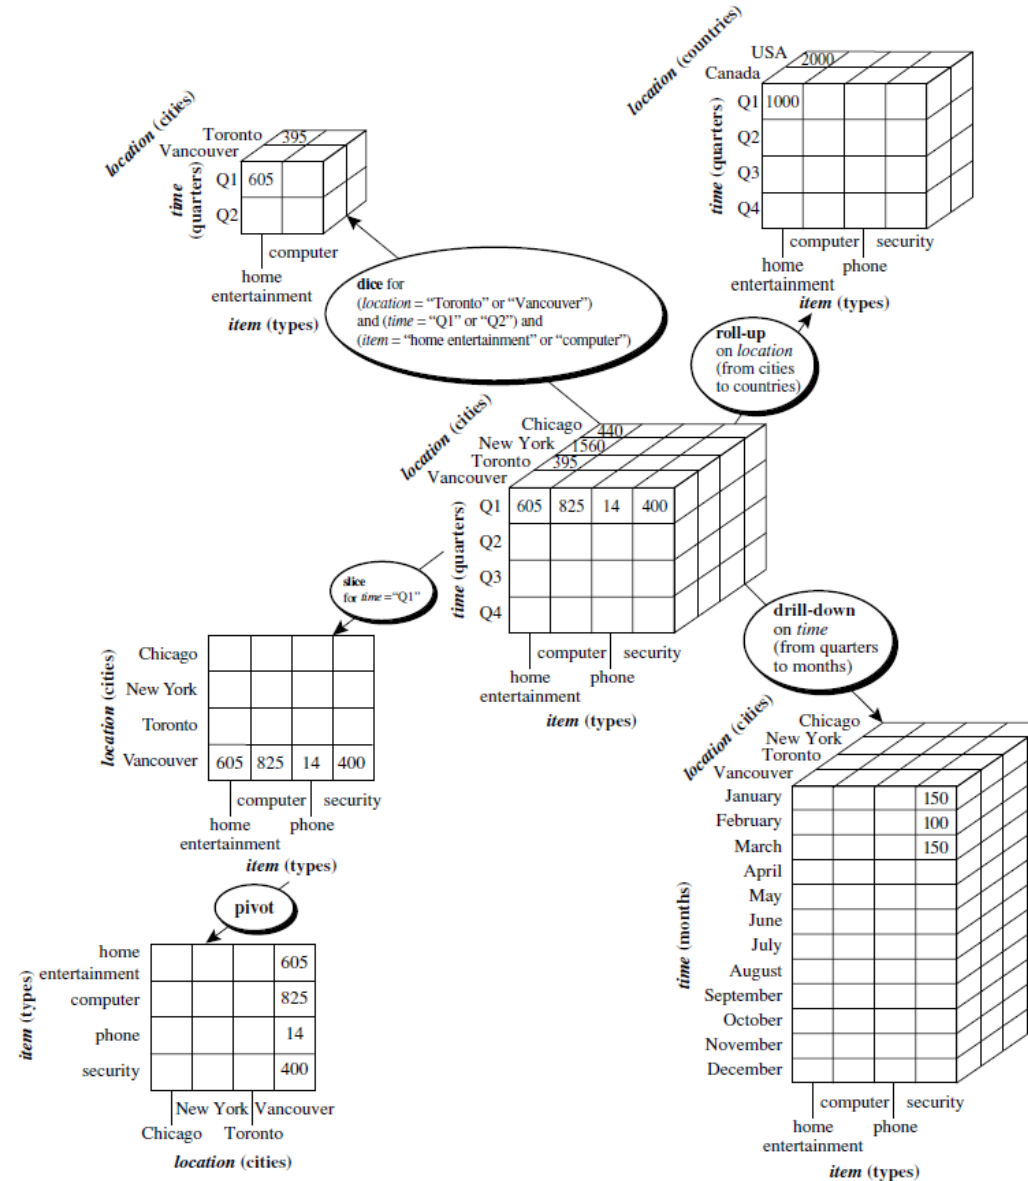 location (cities)
Toronto 395
Vancouver
time (quarters)
Q1 605
Q2
computer
home
entertainment
item (types)
location (countries)
USA 2000
Canada
time (quarters)
Q1 1000
Q2
Q3
Q4
computer security
home phone
entertainment
item (types)
dice for
(location = “Toronto” or “Vancouver”)
and (time = “Q1” or “Q2”) and
(item = “home entertainment” or “computer”)
roll-up
on location
(from cities
to countries)
location (cities)
Chicago 440
New York 1560
Toronto 395
Vancouver
time (quarters)
Q1 605 825 14 400
Q2
Q3
Q4
computer security
home phone
entertainment
item (types)
slice
for time =“Q1”
drill-down
on time
(from quarters
to months)
location (cities)
Chicago
New York
Toronto
Vancouver 605 825 14 400
computer security
home phone
entertainment
item (types)
pivot
item (types)
home
entertainment 605
computer 825
phone 14
security 400
New York Vancouver
Chicago Toronto
location (cities)
location (cities)
Chicago
New York
Toronto
Vancouver
time (months)
January 150
February 100
March 150
April
May
June
July
August
September
October
November
December
computer security
home phone
entertainment
item (types)